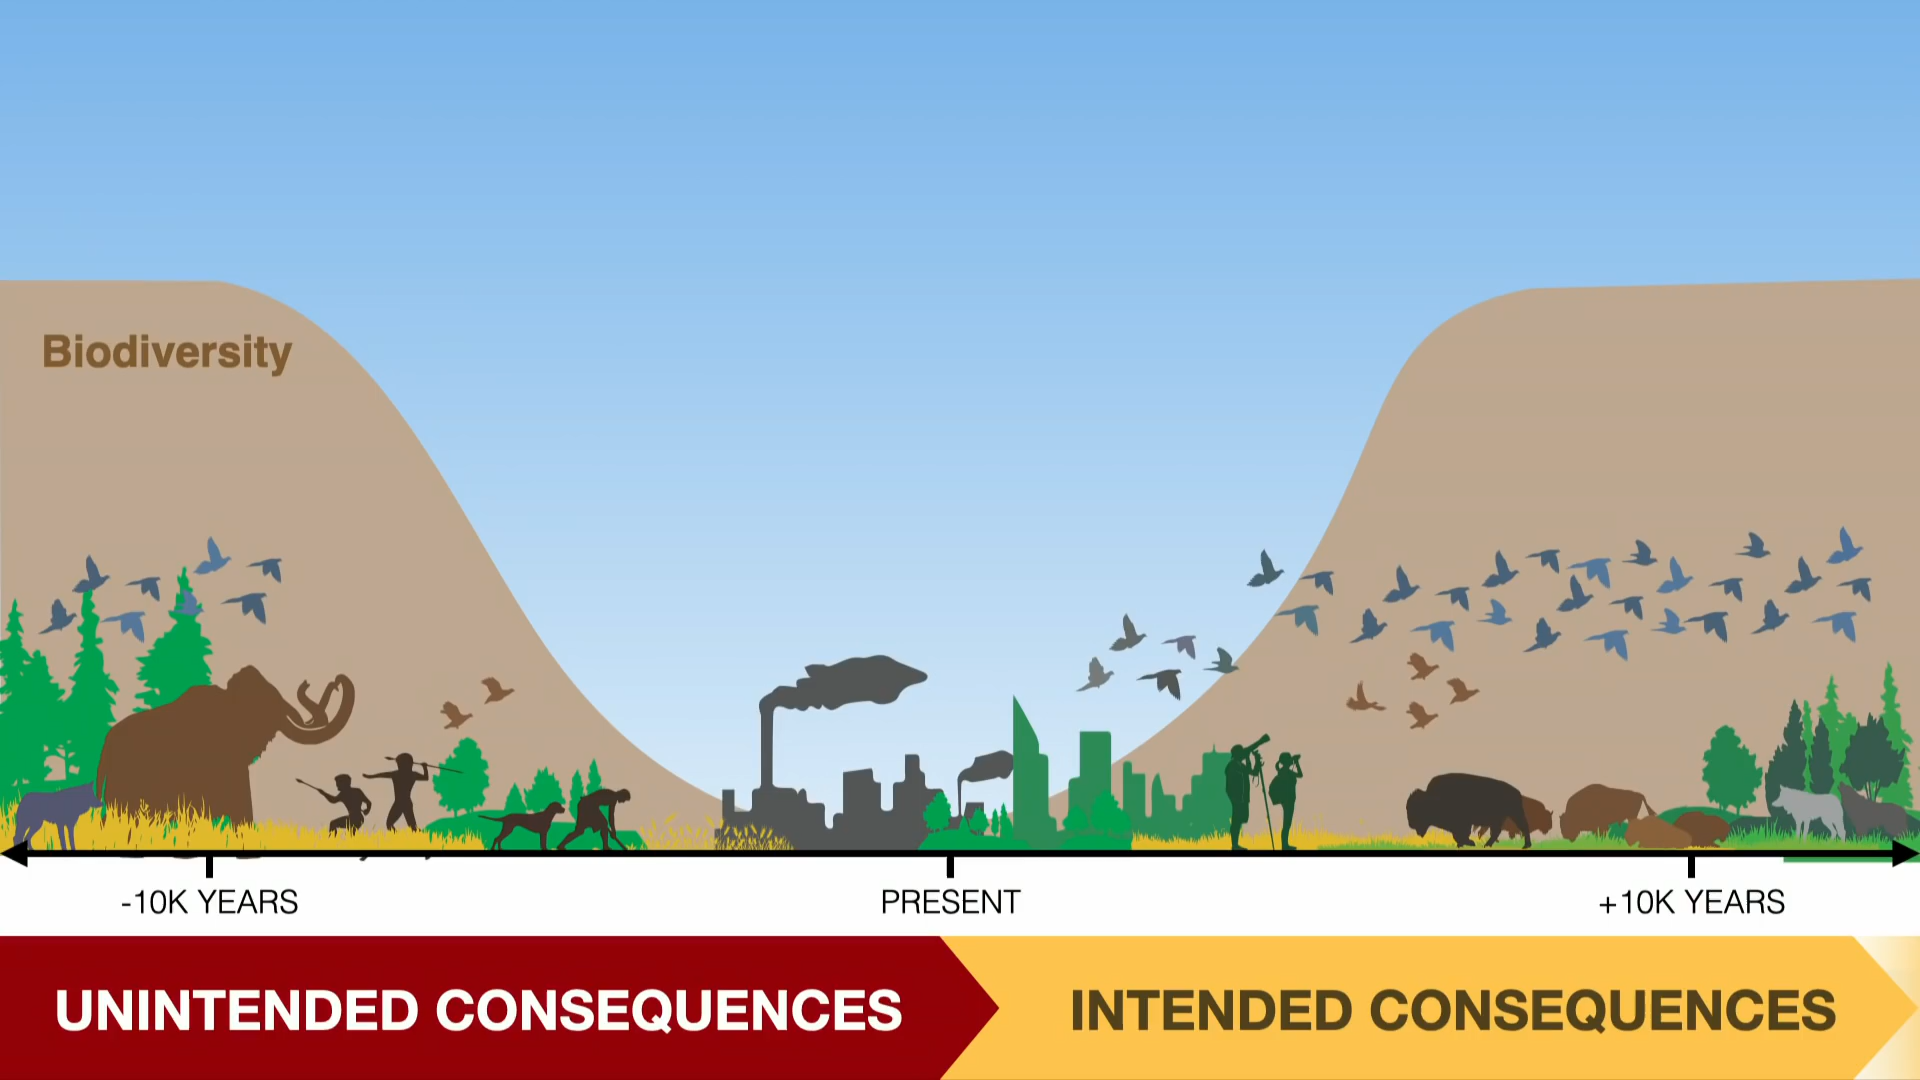 Biodiversity
-10K YEARS
PRESENT
+10K YEARS
UNINTENDED CONSEQUENCES
INTENDED CONSEQUENCES